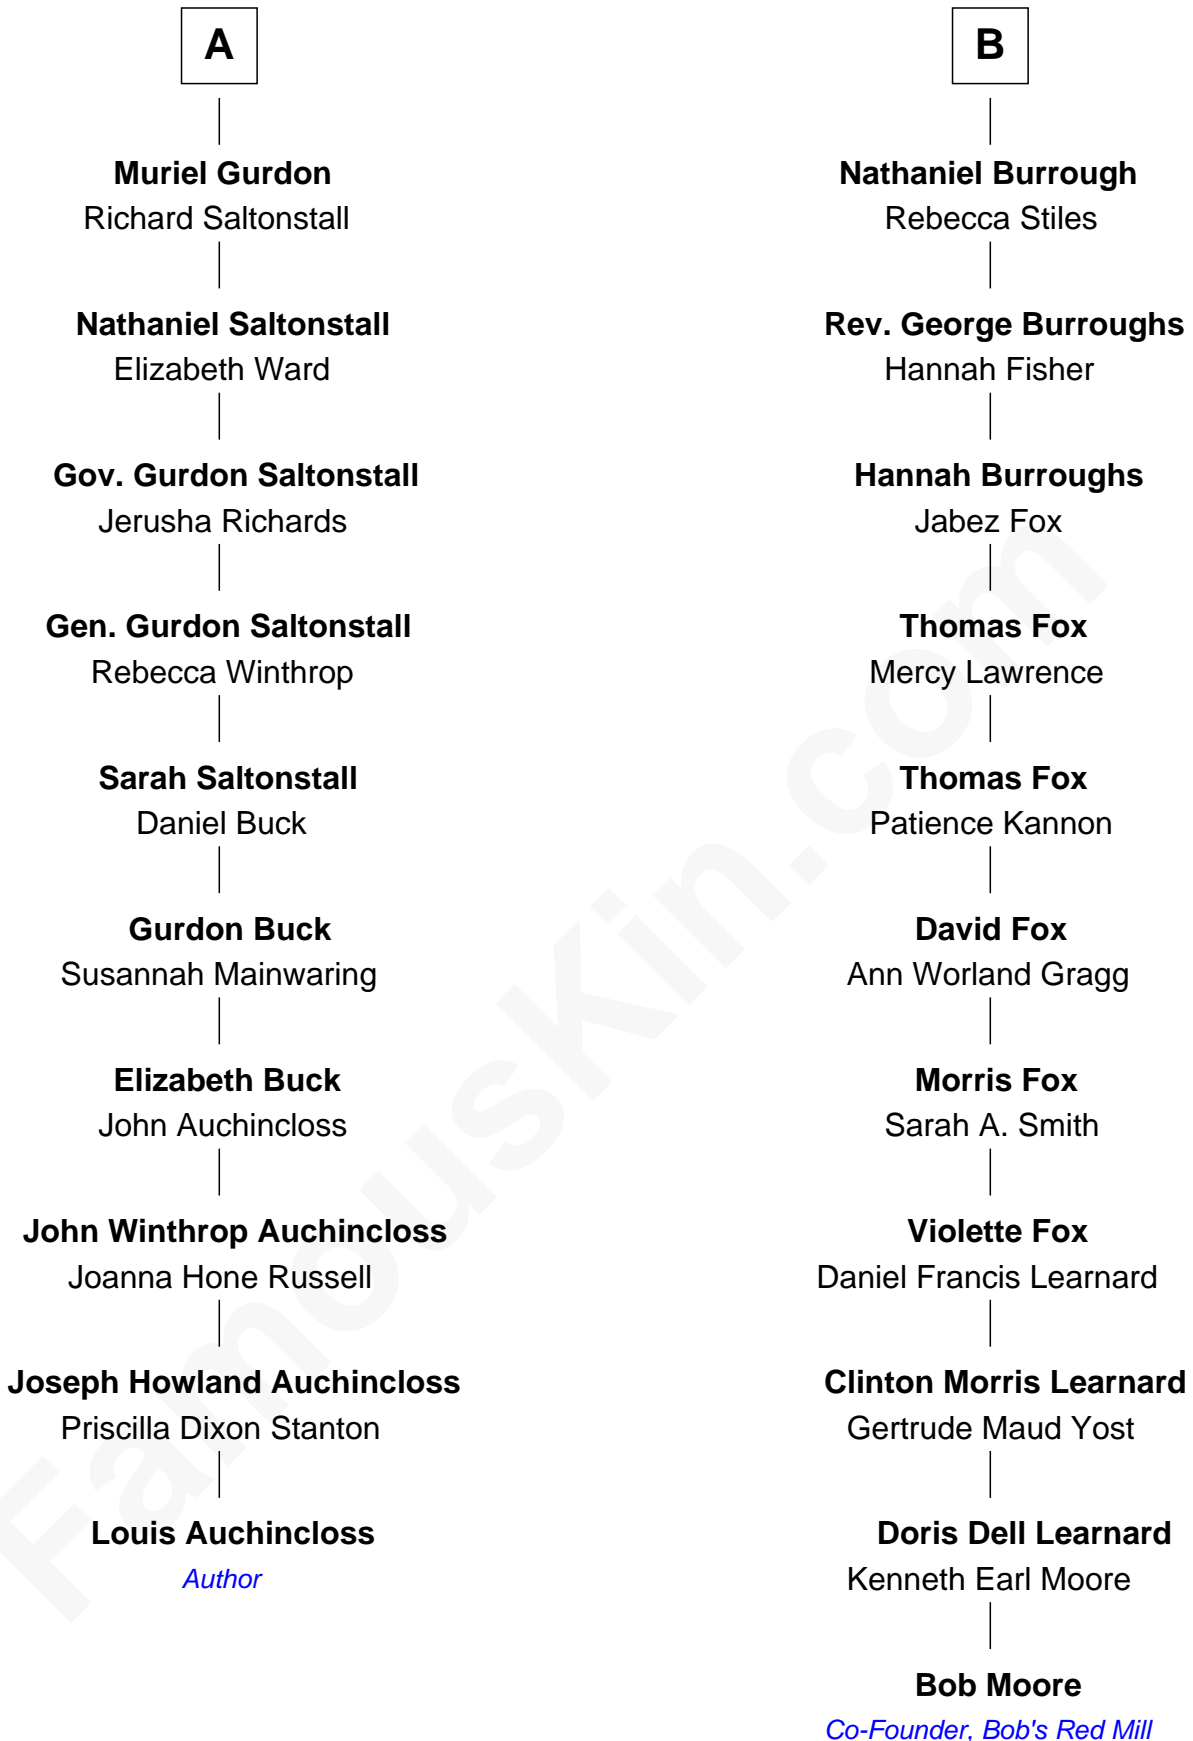 A
Muriel Gurdon
Richard Saltonstall
Nathaniel Saltonstall
Elizabeth Ward
Gov. Gurdon Saltonstall
Jerusha Richards
Gen. Gurdon Saltonstall
Rebecca Winthrop
Sarah Saltonstall
Daniel Buck
Gurdon Buck
Susannah Mainwaring
Elizabeth Buck
John Auchincloss
John Winthrop Auchincloss
Joanna Hone Russell
Joseph Howland Auchincloss
Priscilla Dixon Stanton
Louis Auchincloss
Author
B
Nathaniel Burrough
Rebecca Stiles
Rev. George Burroughs
Hannah Fisher
Hannah Burroughs
Jabez Fox
Thomas Fox
Mercy Lawrence
Thomas Fox
Patience Kannon
David Fox
Ann Worland Gragg
Morris Fox
Sarah A. Smith
Violette Fox
Daniel Francis Learnard
Clinton Morris Learnard
Gertrude Maud Yost
Doris Dell Learnard
Kenneth Earl Moore
Bob Moore
Co-Founder, Bob's Red Mill
FamousKin.com